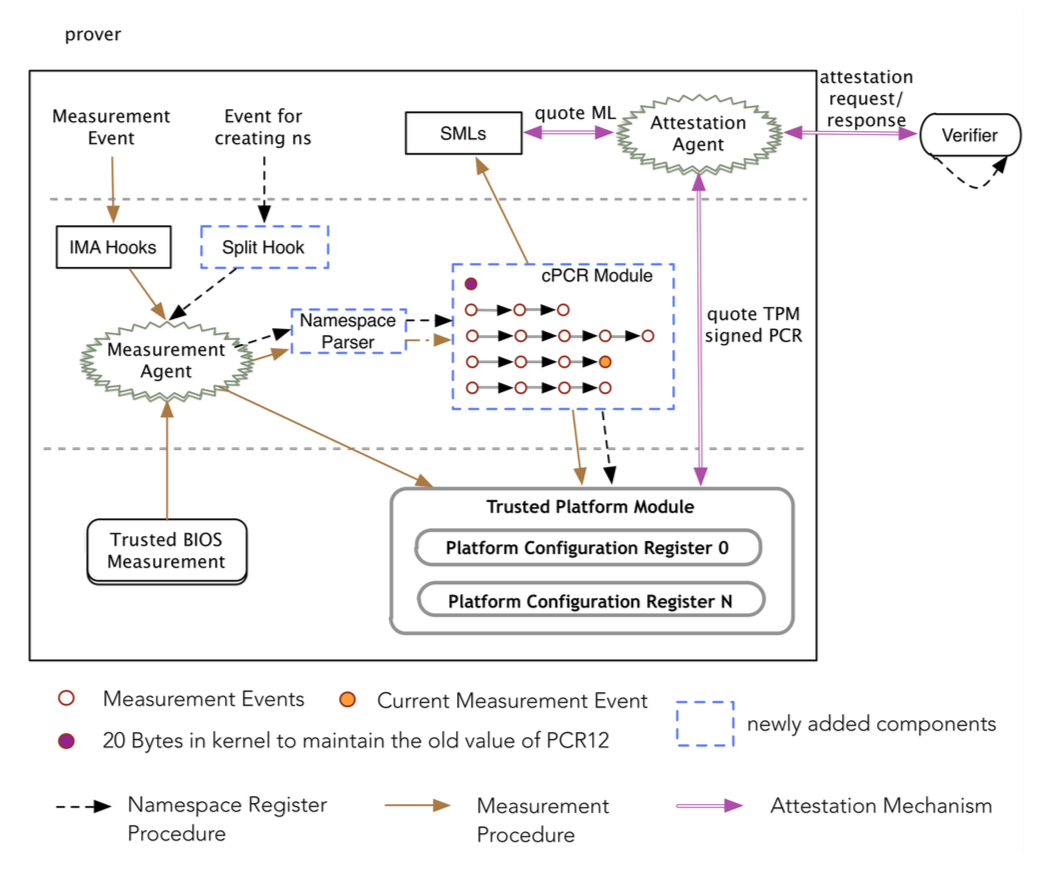 prover
attestation
request/
response
Measurement
Event
Event for
creating ns
SMLs
quote ML
Attestation
Agent
Verifier
IMA Hooks
Split Hook
cPCR Module
Namespace
Parser
quote TPM
signed PCR
Measurement
Agent
Trusted Platform Module
Trusted BIOS
Measurement
Platform Configuration Register 0
Platform Configuration Register N
Measurement Events
Current Measurement Event
newly added components
20 Bytes in kernel to maintain the old value of PCR12
Namespace Register
Procedure
Measurement
Procedure
Attestation Mechanism